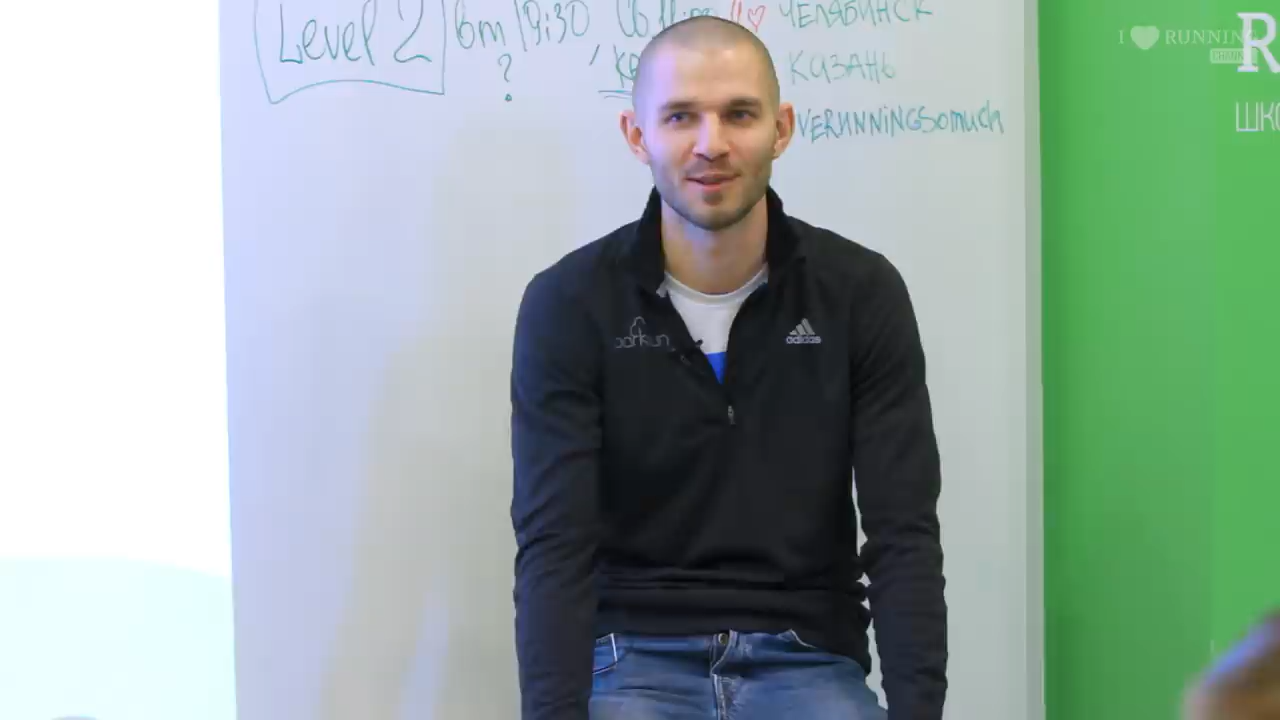 Level 2 6m 19:30 ЧЕЛЯБИНСК
? КАЗАНЬ
VERUNNINGSomuch
I RUNNING
R
ШКО
parkrun adidas